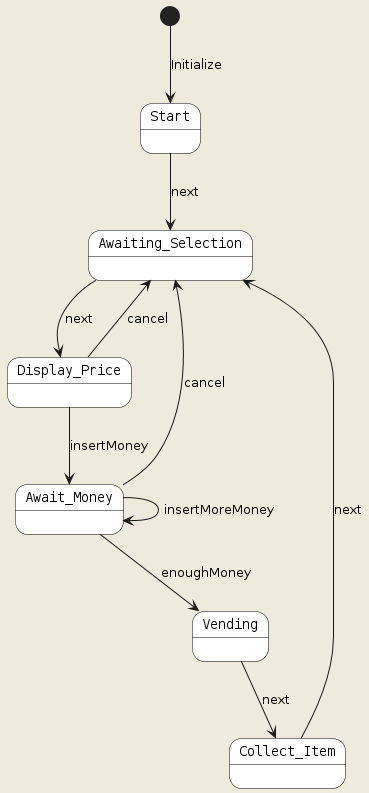 Initialize
Start
next
Awaiting_Selection
next
cancel
Display_Price
cancel
insertMoney
Await_Money
insertMoreMoney
next
enoughMoney
Vending
next
Collect_Item